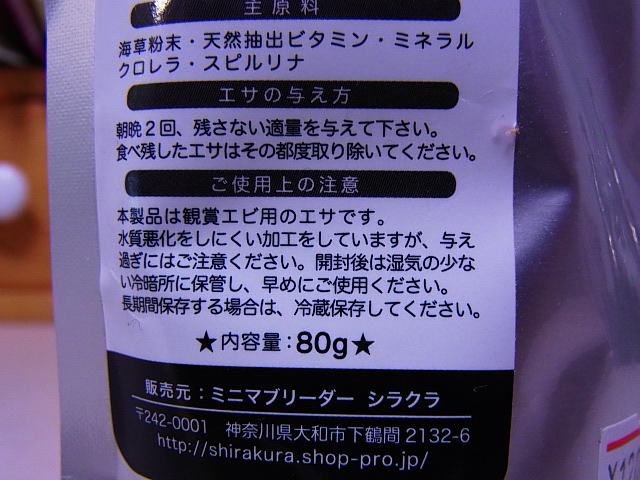 主原料
海草粉末・天然抽出ビタミン・ミネラル
クロレラ・スピルリナ
エサの与え方
朝晩2回、残さない適量を与えて下さい。
食べ残したエサはその都度取り除いてください。
ご使用上の注意
本製品は観賞エビ用のエサです。
水質悪化をしにくい加工をしていますが、与え
過ぎにはご注意ください。開封後は湿気の少な
い冷暗所に保管し、早めにご使用ください。
長期間保存する場合は、冷蔵保存してください。
★内容量：80g★
販売元：ミニマブリーダー シラクラ
〒242-0001 神奈川県大和市下鶴間 2132-6
http://shirakura.shop-pro.jp/